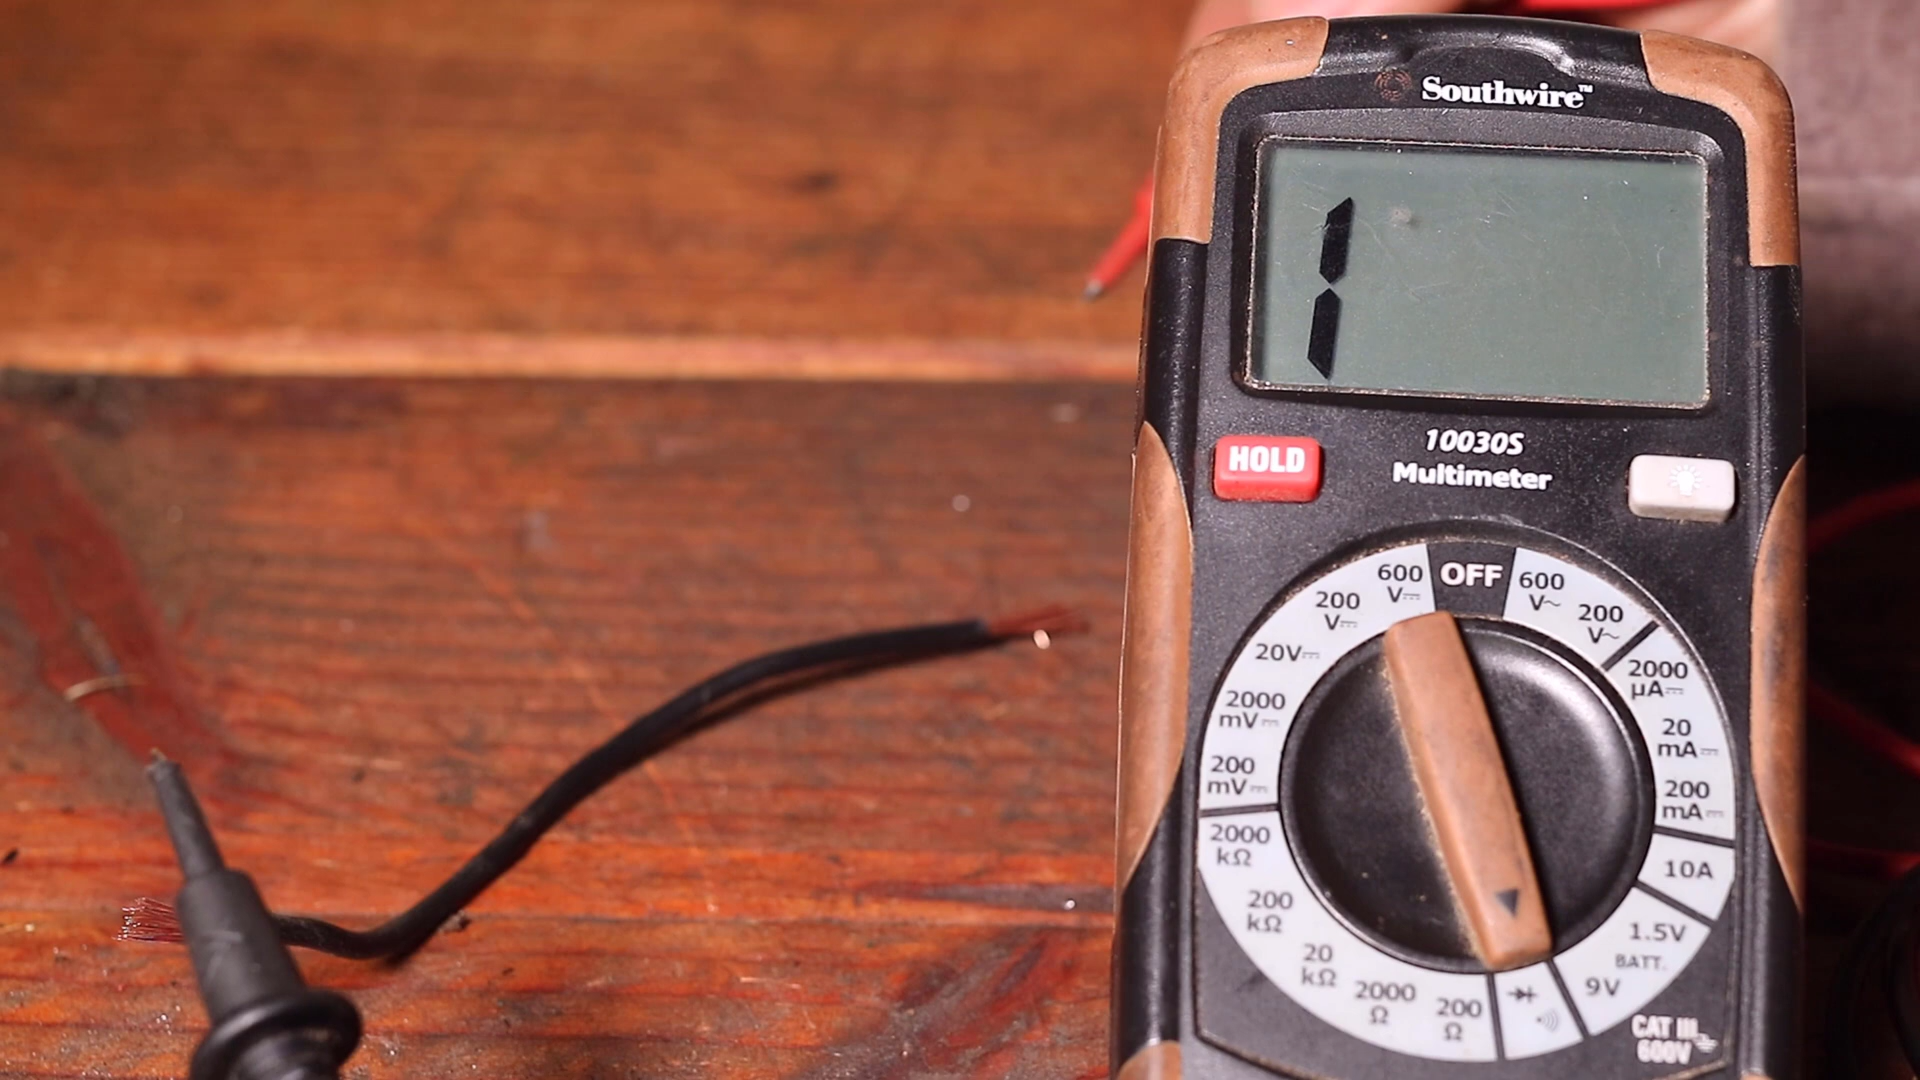 Southwire™
1
HOLD
10030S
Multimeter
OFF
600
V⎓
200
V⎓
20V⎓
2000
mV⎓
200
mV⎓
2000
kΩ
200
kΩ
20
kΩ
2000
Ω
200
Ω
600
V~
200
V~
2000
µA⎓
20
mA⎓
200
mA⎓
10A
1.5V
BATT.
9V
CAT III
600V